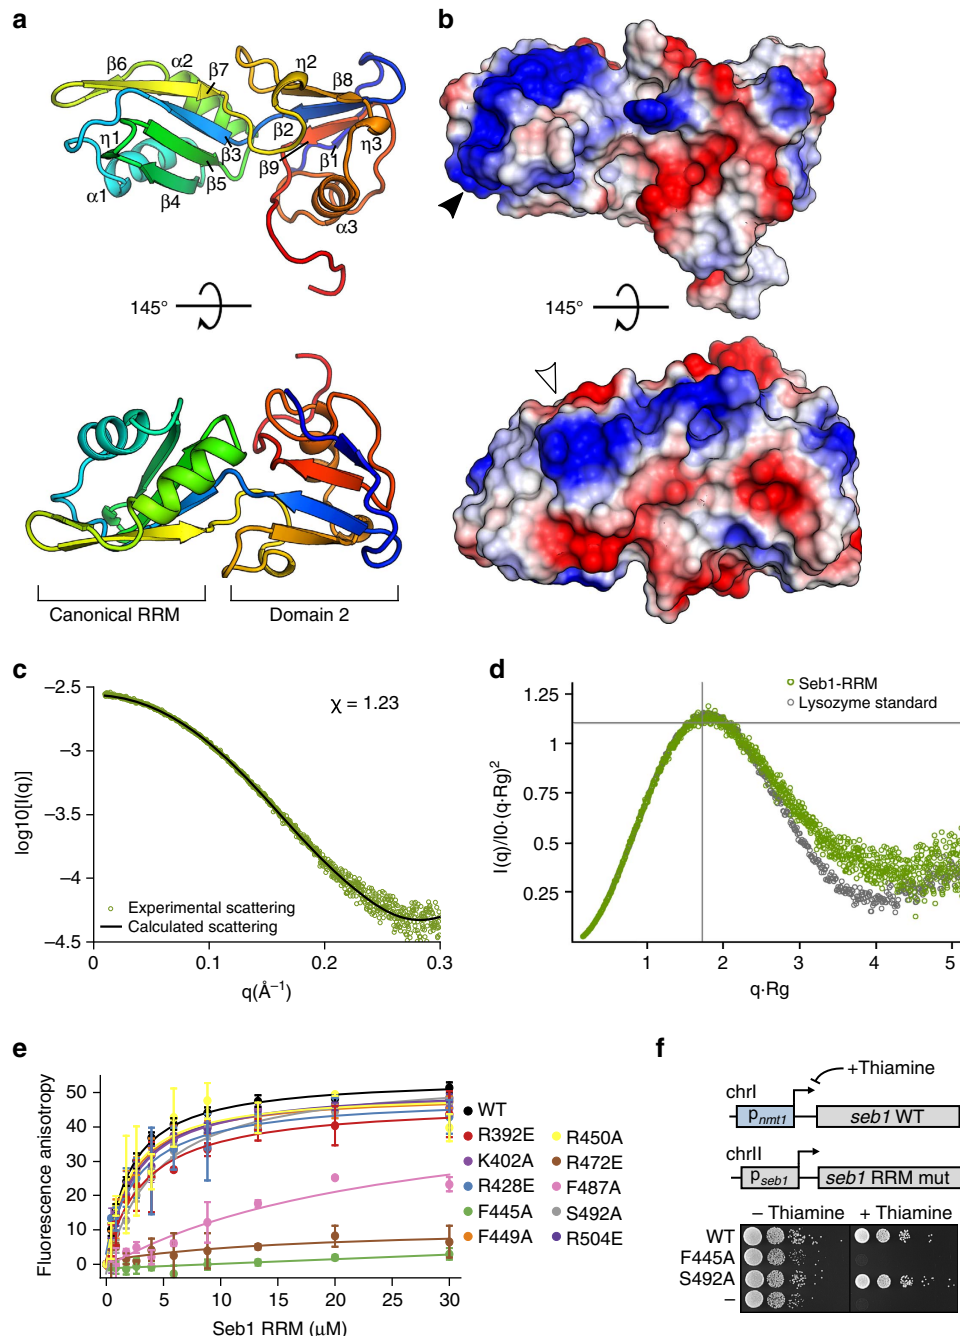 a
β6
α2
β7
η2
β8
η1
β3
β2
η3
β5
β9
β1
α1
β4
α3
145°
Canonical RRM
Domain 2
b
145°
c
χ = 1.23
log10[I(q)]
−2.5
−3
−3.5
−4
−4.5
Experimental scattering
Calculated scattering
0
0.1
0.2
0.3
q(Å⁻¹)
d
Seb1-RRM
Lysozyme standard
I(q)/I0·(q·Rg)²
1.25
1
0.75
0.5
0.25
1
2
3
4
5
q·Rg
e
Fluorescence anisotropy
50
40
30
20
10
0
0
5
10
15
20
25
30
Seb1 RRM (μM)
WT
R392E
K402A
R428E
F445A
F449A
R450A
R472E
F487A
S492A
R504E
f
+Thiamine
chrI
Pnmt1
seb1 WT
chrII
Pseb1
seb1 RRM mut
− Thiamine
+ Thiamine
WT
F445A
S492A
−